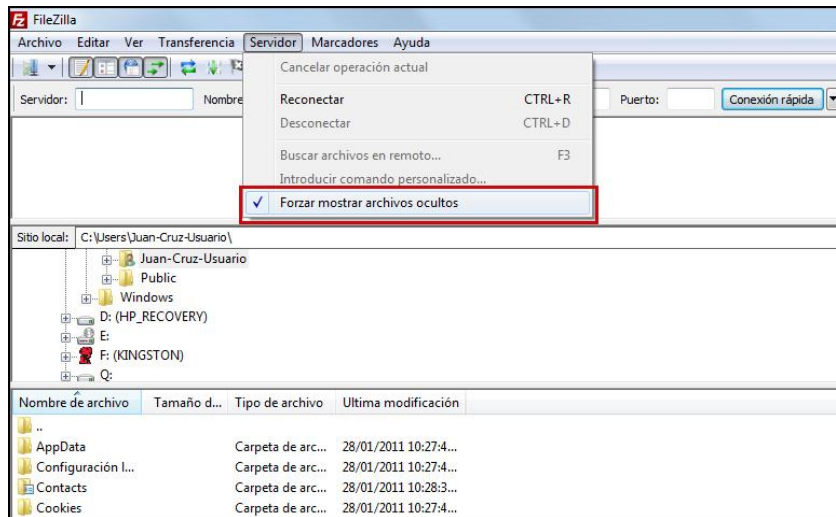 FileZilla
Archivo Editar Ver Transferencia Servidor Marcadores Ayuda
Cancelar operación actual
Servidor: Nombre Puerto: Conexión rápida
Reconectar CTRL+R
Desconectar CTRL+D
Buscar archivos en remoto... F3
Introducir comando personalizado...
Forzar mostrar archivos ocultos
Sitio local: C:\Users\Juan-Cruz-Usuario\
Juan-Cruz-Usuario
Public
Windows
D: (HP_RECOVERY)
E:
F: (KINGSTON)
Q:
Nombre de archivo Tamaño d... Tipo de archivo Ultima modificación
..
AppData Carpeta de arc... 28/01/2011 10:27:4...
Configuración l... Carpeta de arc... 28/01/2011 10:27:4...
Contacts Carpeta de arc... 28/01/2011 10:28:3...
Cookies Carpeta de arc... 28/01/2011 10:27:4...